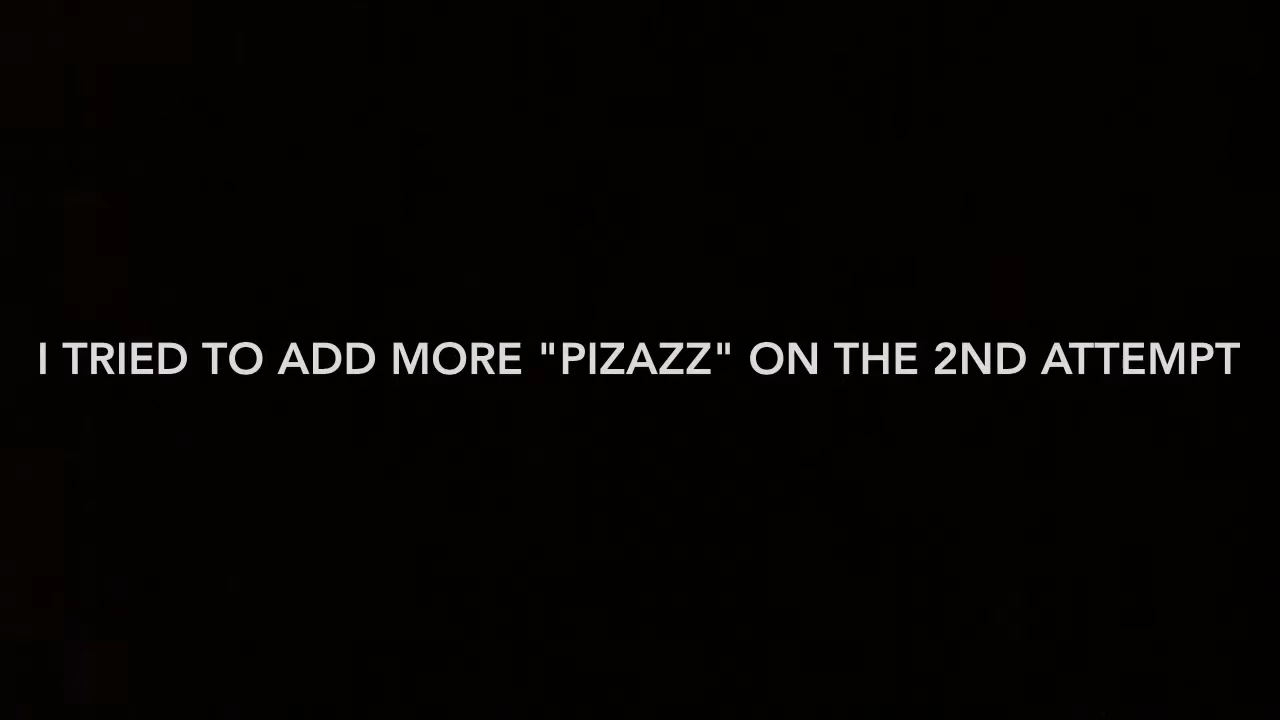 I TRIED TO ADD MORE "PIZAZZ" ON THE 2ND ATTEMPT